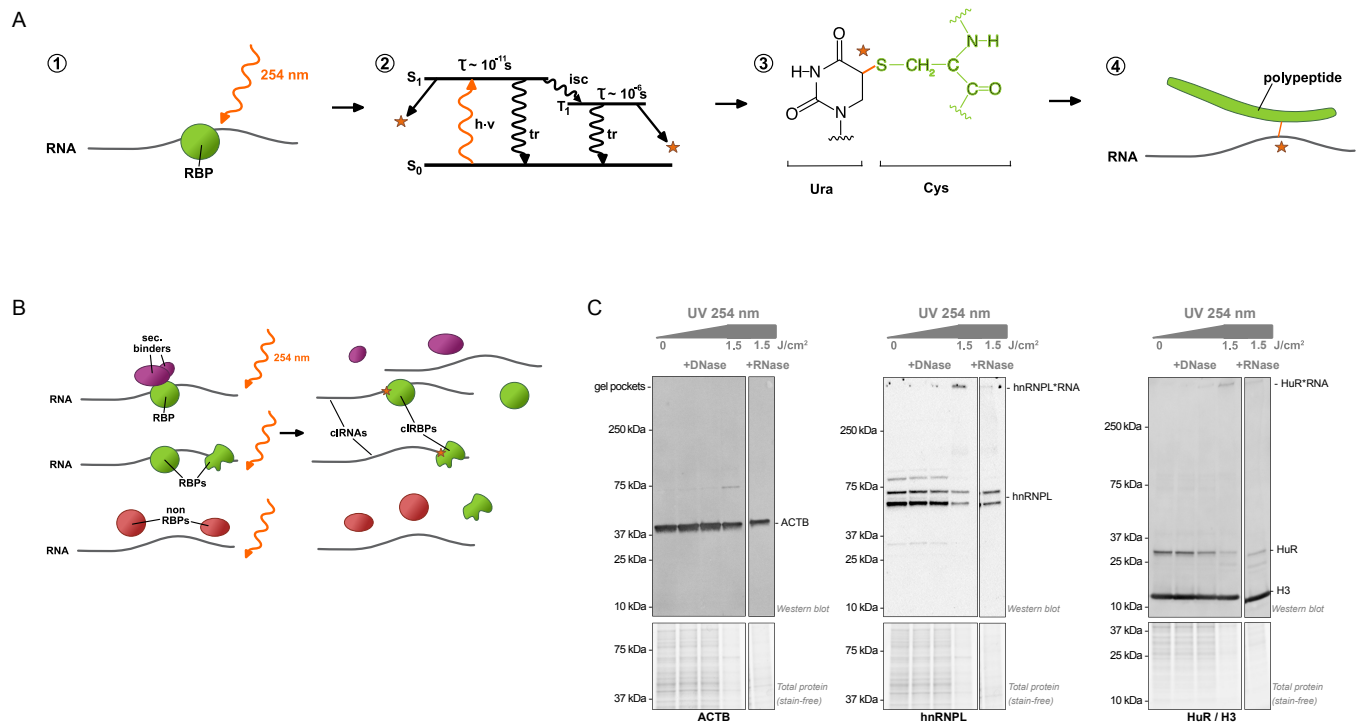 A
①
254 nm
RNA
RBP
②
S1
τ ~ 10-11s
isc
T1
τ ~ 10-6s
h·ν
tr
tr
S0
③
O
HN
O
N
S
CH2
C
N-H
C=O
Ura
Cys
④
polypeptide
RNA
B
sec.
binders
254 nm
RNA
RBP
RNA
RBPs
non
RBPs
RNA
clRNAs
clRBPs
C
UV 254 nm
0
1.5
1.5
J/cm2
+DNase
+RNase
gel pockets
250 kDa
75 kDa
37 kDa
25 kDa
10 kDa
ACTB
Western blot
75 kDa
37 kDa
Total protein
(stain-free)
ACTB
UV 254 nm
0
1.5
1.5
J/cm2
+DNase
+RNase
hnRNPL*RNA
250 kDa
75 kDa
37 kDa
25 kDa
10 kDa
hnRNPL
Western blot
75 kDa
37 kDa
Total protein
(stain-free)
hnRNPL
UV 254 nm
0
1.5
1.5
J/cm2
+DNase
+RNase
HuR*RNA
250 kDa
75 kDa
37 kDa
25 kDa
10 kDa
HuR
H3
Western blot
37 kDa
25 kDa
10 kDa
Total protein
(stain-free)
HuR / H3